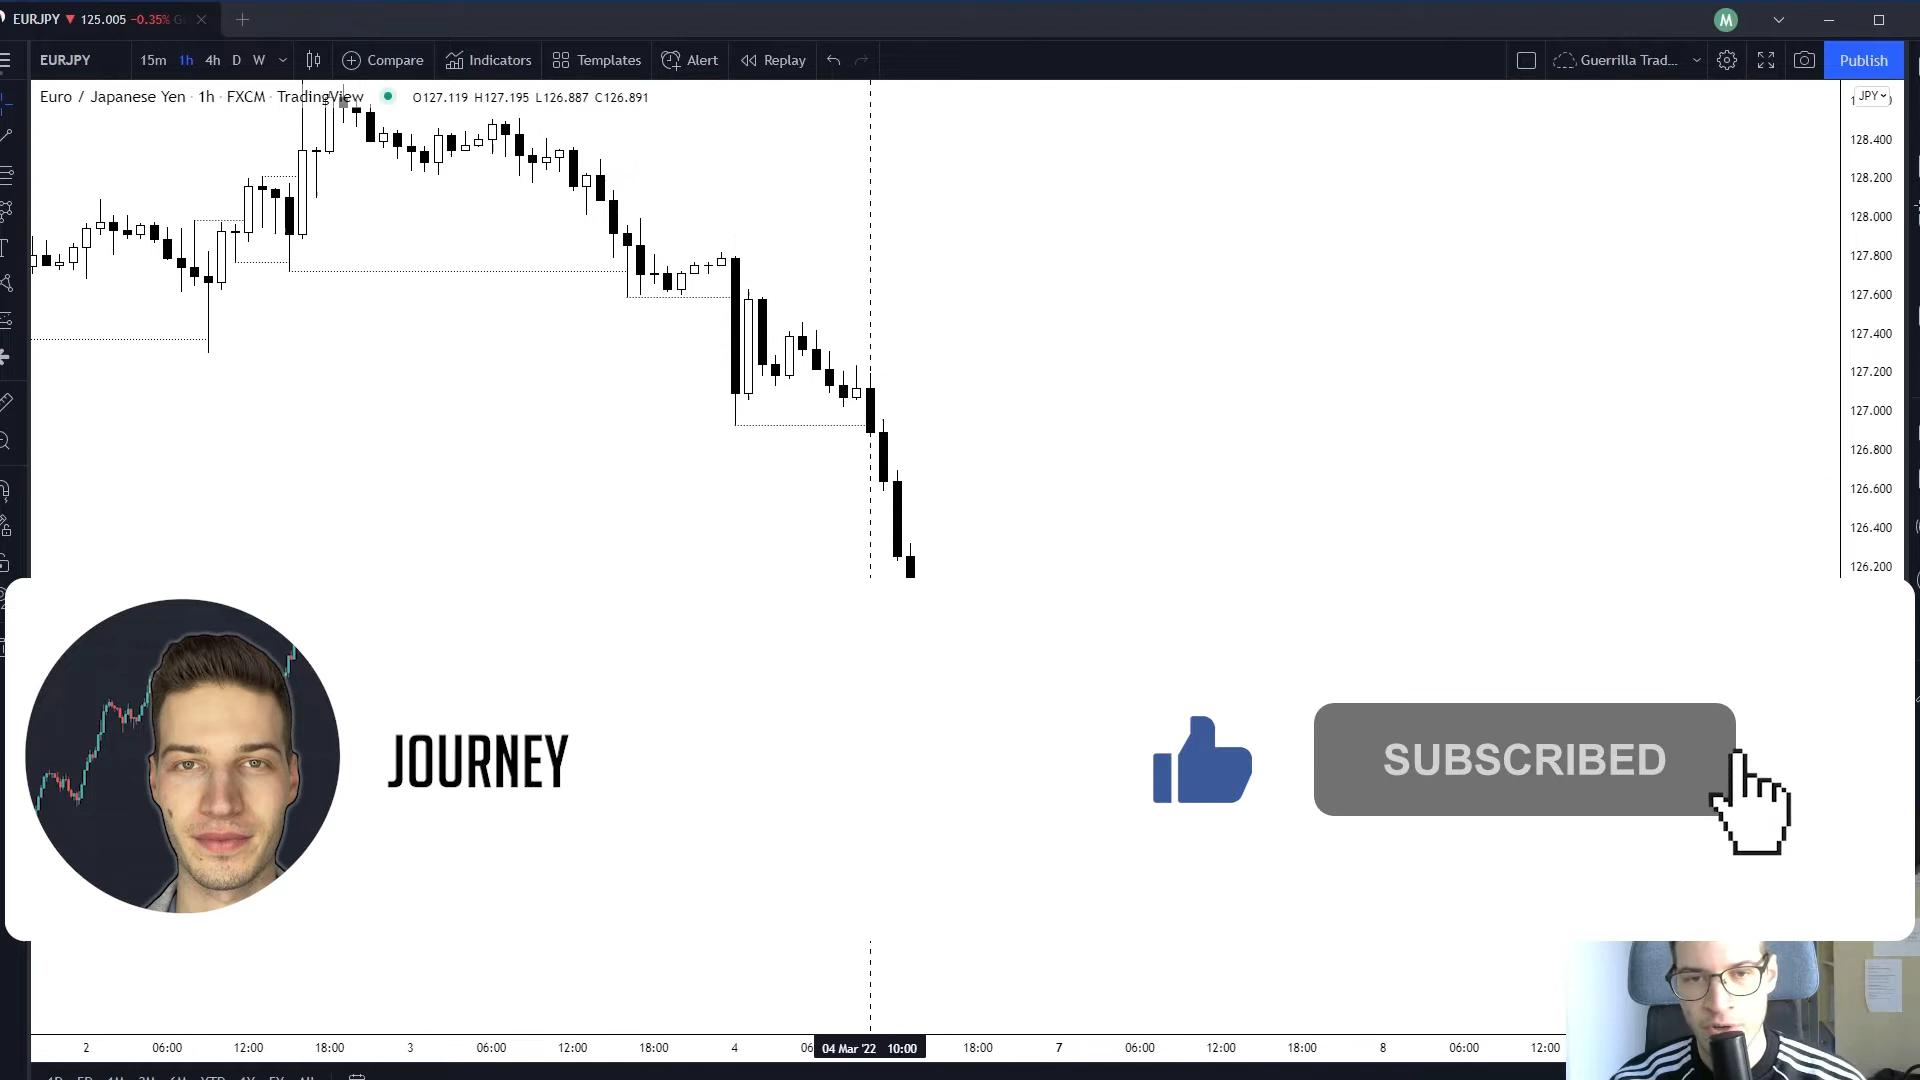 EURJPY ▼ 125.005 −0.35%
M
EURJPY 15m 1h 4h D W Compare Indicators Templates Alert Replay Guerrilla Trad... Publish
Euro / Japanese Yen · 1h · FXCM · TradingView O127.119 H127.195 L126.887 C126.891
JPY
128.400
128.200
128.000
127.800
127.600
127.400
127.200
127.000
126.800
126.600
126.400
126.200
JOURNEY
SUBSCRIBED
2 06:00 12:00 18:00 3 06:00 12:00 18:00 4 04 Mar '22 10:00 18:00 7 06:00 12:00 18:00 8 06:00 12:00